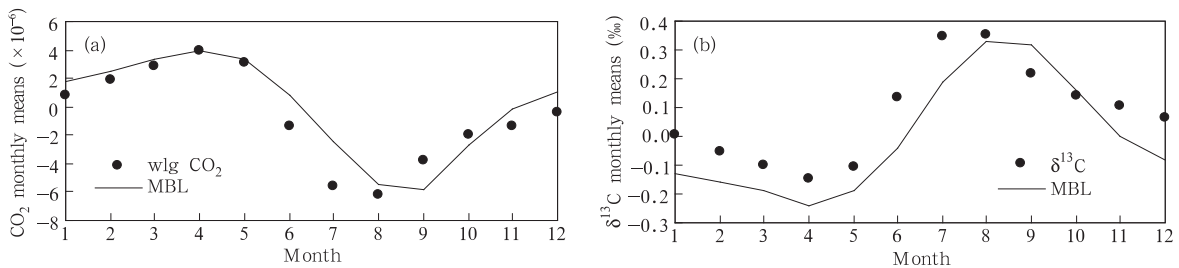 CO₂ monthly means (×10⁻⁶)
6
4
2
0
−2
−4
−6
−8
(a)
wlg CO₂
MBL
1 2 3 4 5 6 7 8 9 10 11 12
Month
δ¹³C monthly means (‰)
0.4
0.3
0.2
0.1
0.0
−0.1
−0.2
−0.3
(b)
δ¹³C
MBL
1 2 3 4 5 6 7 8 9 10 11 12
Month